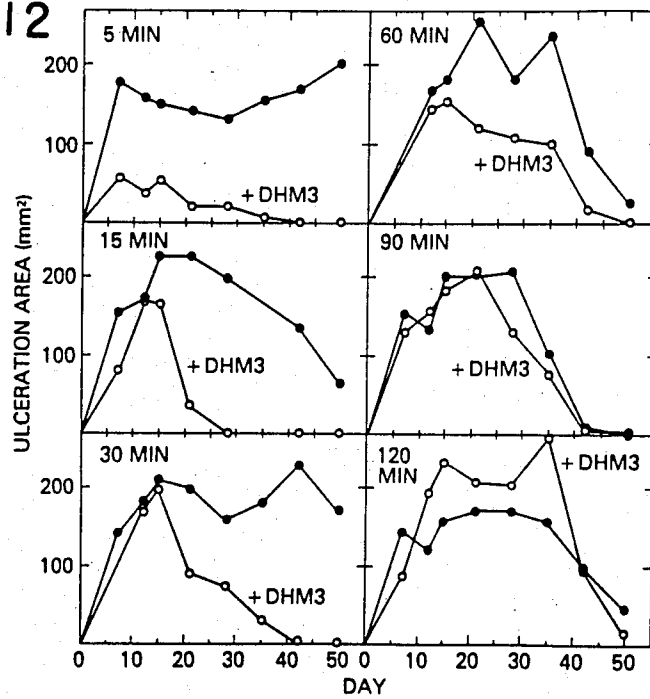 12
5 MIN
+ DHM3
60 MIN
+ DHM3
15 MIN
+ DHM3
90 MIN
+ DHM3
30 MIN
+ DHM3
120
MIN
+ DHM3
ULCERATION AREA (mm²)
200
100
200
100
200
100
0
0 10 20 30 40 50 0 10 20 30 40 50
DAY